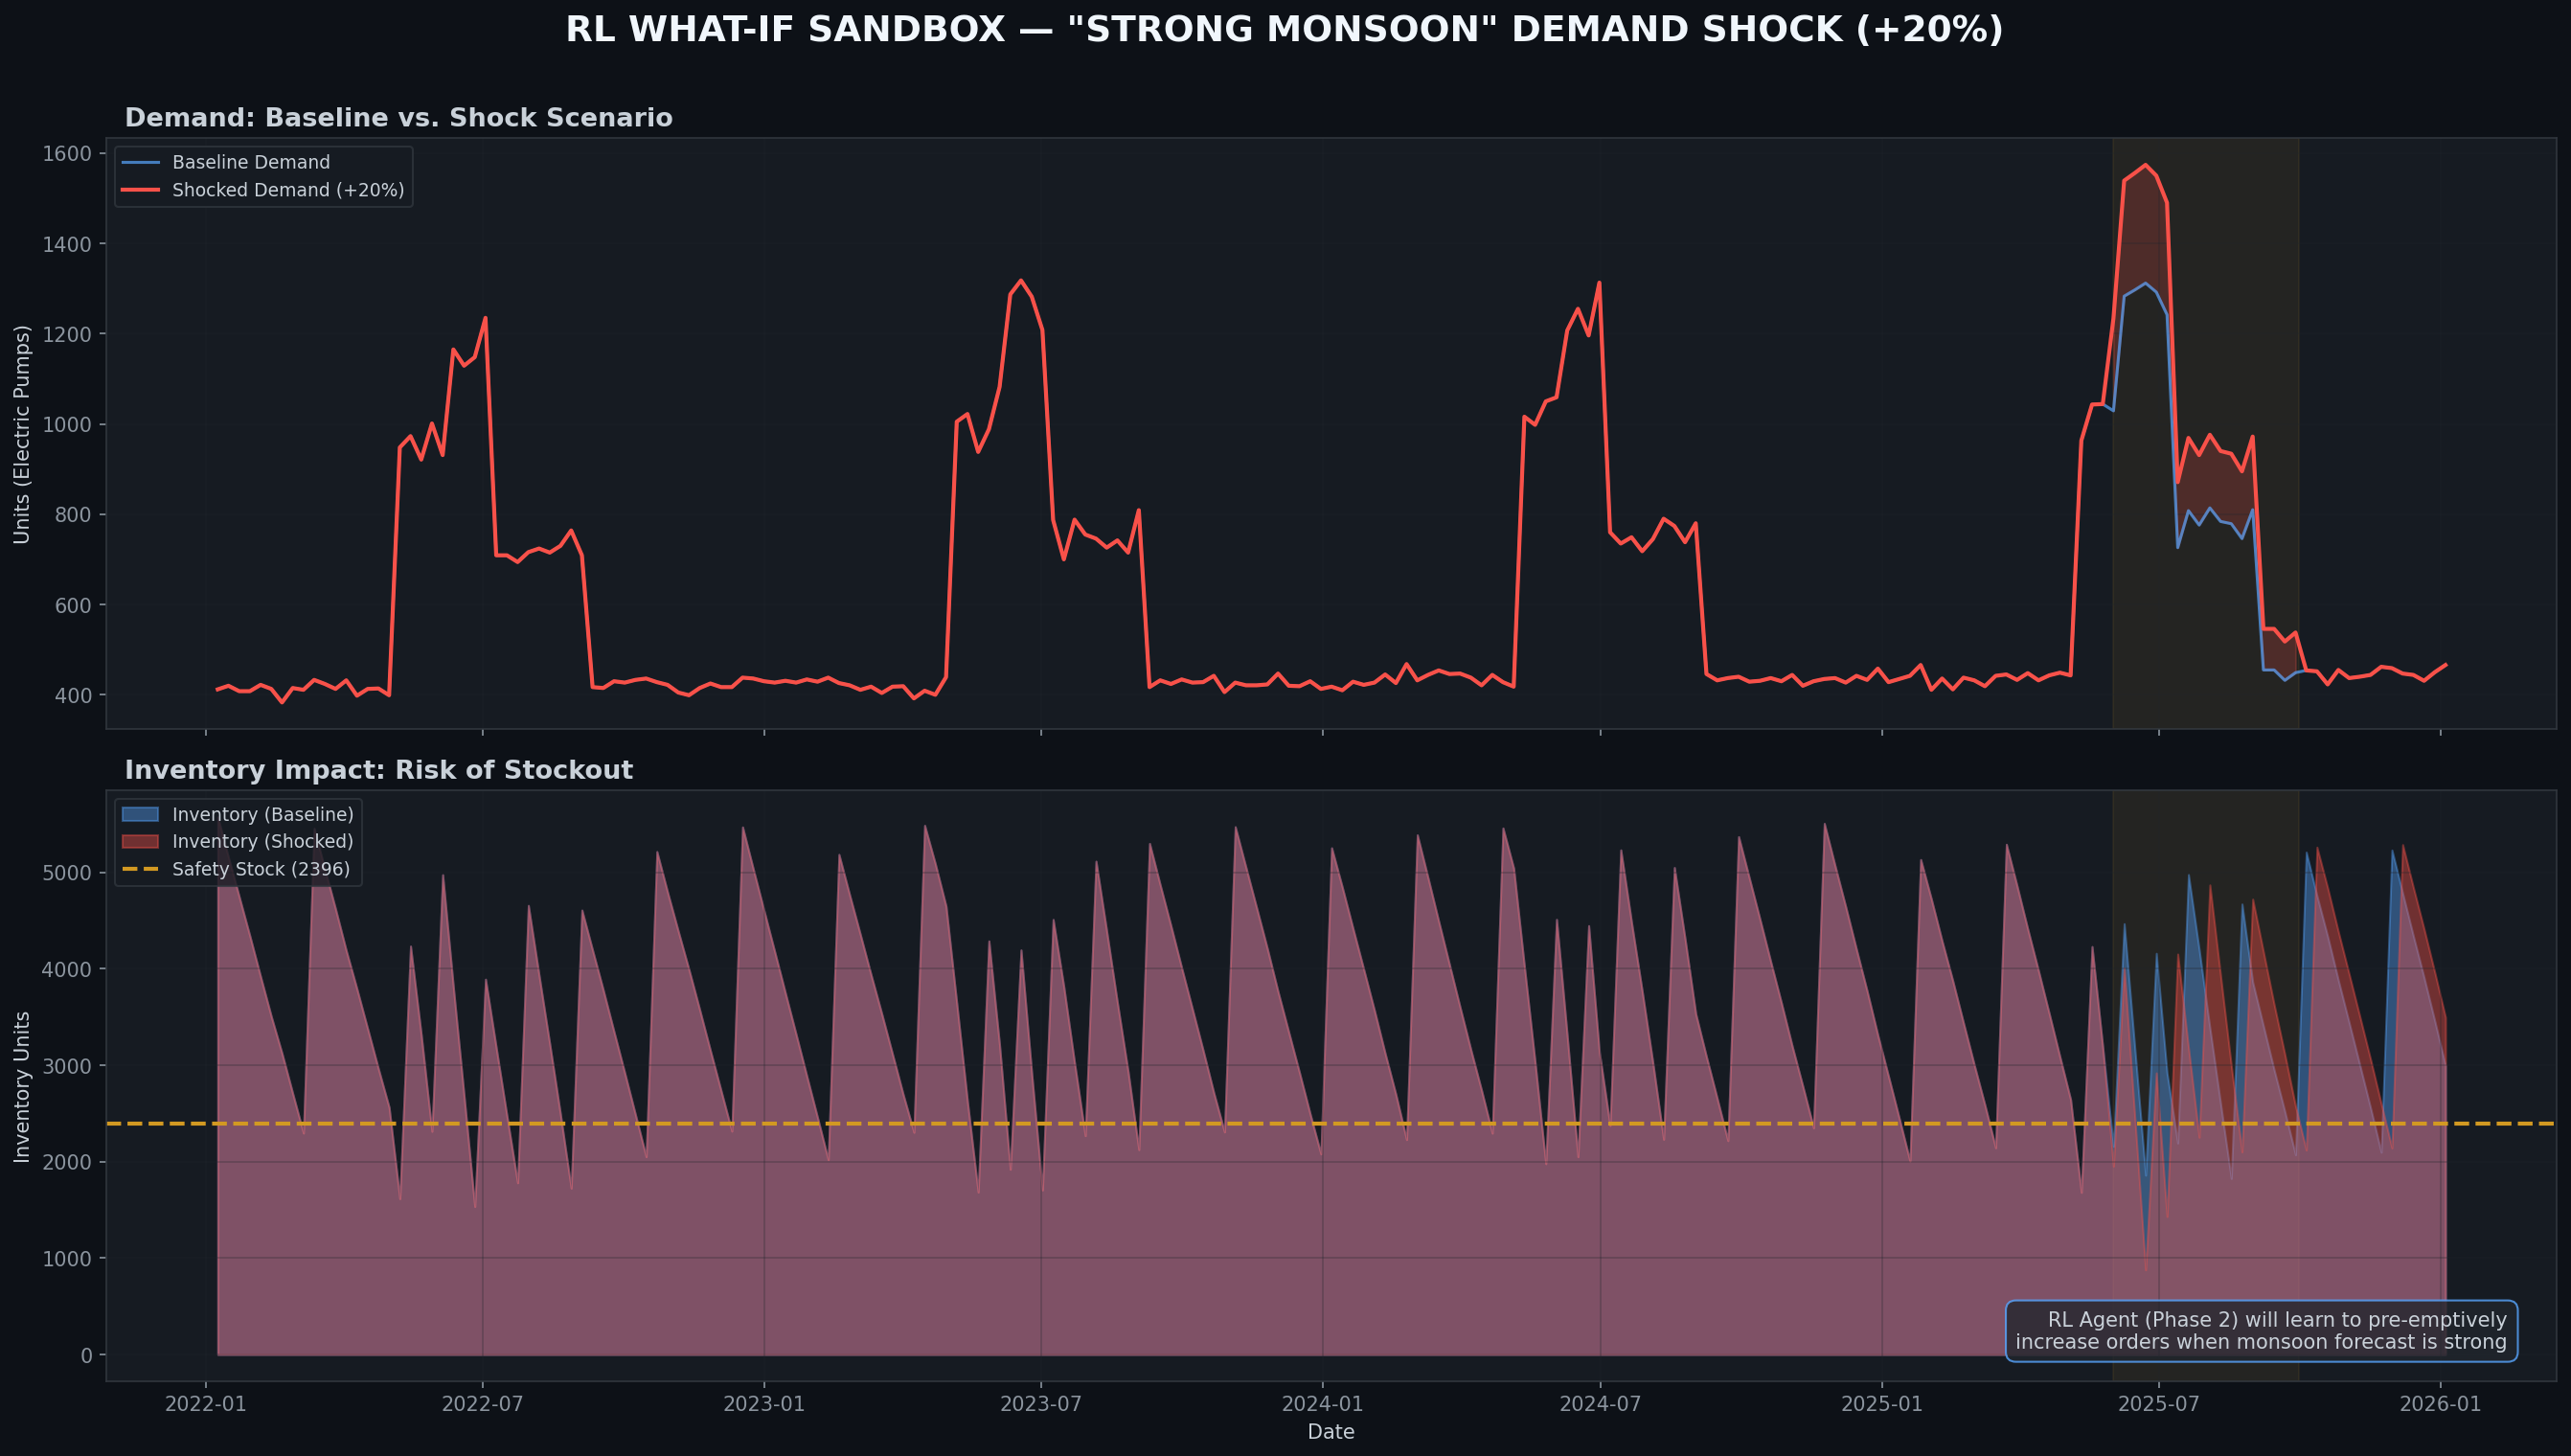 RL WHAT-IF SANDBOX — "STRONG MONSOON" DEMAND SHOCK (+20%)
Demand: Baseline vs. Shock Scenario
Baseline Demand
Shocked Demand (+20%)
Units (Electric Pumps)
1600
1400
1200
1000
800
600
400
Inventory Impact: Risk of Stockout
Inventory (Baseline)
Inventory (Shocked)
Safety Stock (2396)
Inventory Units
5000
4000
3000
2000
1000
0
RL Agent (Phase 2) will learn to pre-emptively
increase orders when monsoon forecast is strong
2022-01
2022-07
2023-01
2023-07
2024-01
2024-07
2025-01
2025-07
2026-01
Date